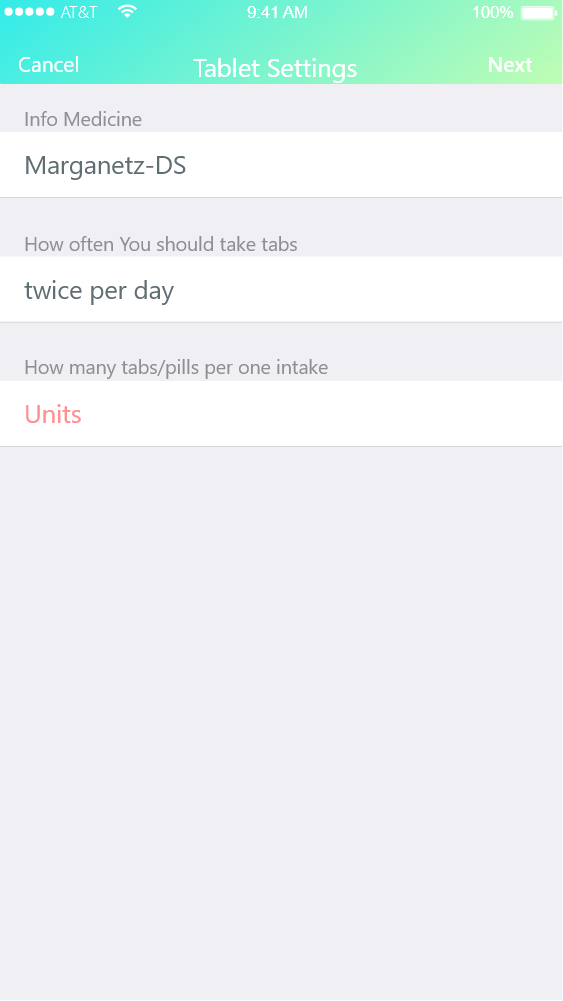 AT&T 9:41 AM 100%
Cancel Tablet Settings Next
Info Medicine
Marganetz-DS
How often You should take tabs
twice per day
How many tabs/pills per one intake
Units